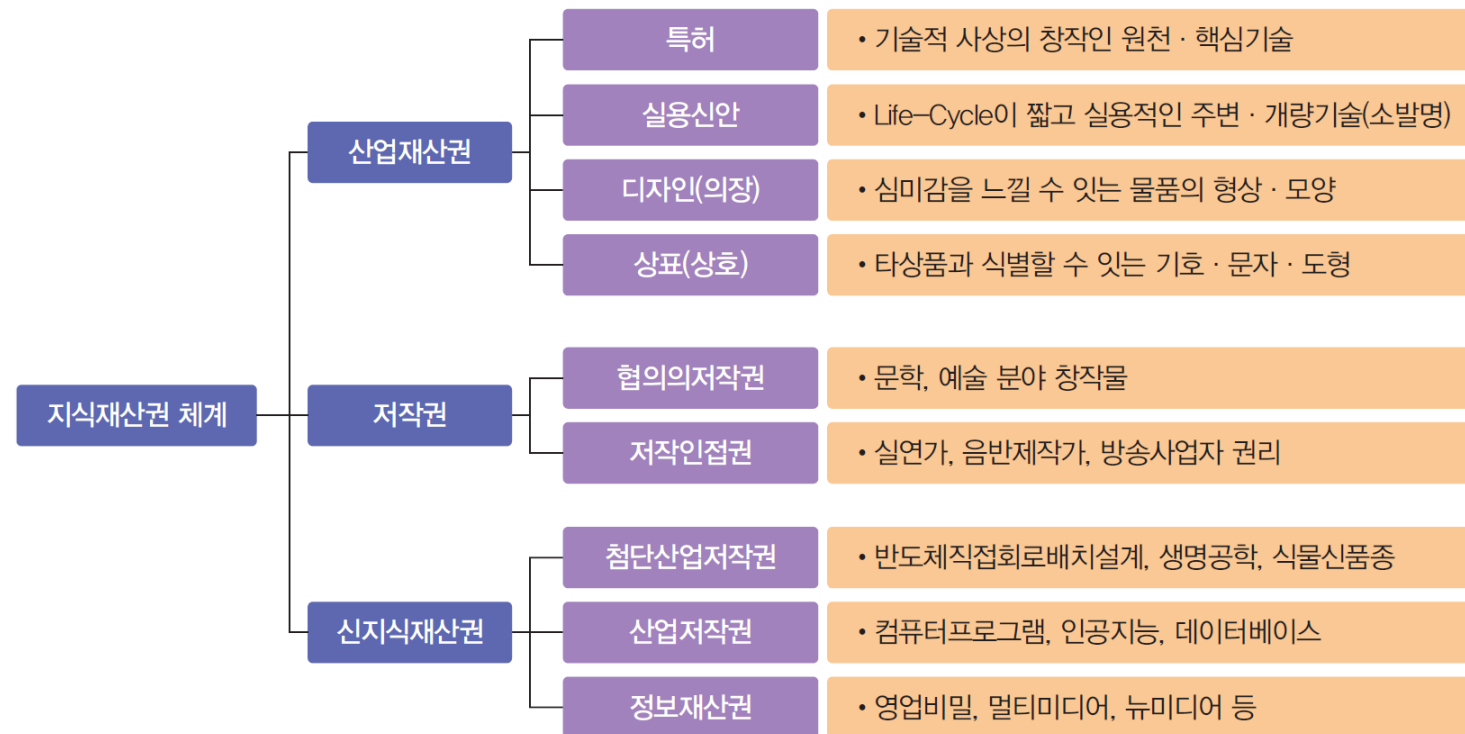 지식재산권 체계
산업재산권
특허
• 기술적 사상의 창작인 원천 · 핵심기술
실용신안
• Life-Cycle이 짧고 실용적인 주변 · 개량기술(소발명)
디자인(의장)
• 심미감을 느낄 수 잇는 물품의 형상 · 모양
상표(상호)
• 타상품과 식별할 수 잇는 기호 · 문자 · 도형
저작권
협의의저작권
• 문학, 예술 분야 창작물
저작인접권
• 실연가, 음반제작가, 방송사업자 권리
신지식재산권
첨단산업저작권
• 반도체직접회로배치설계, 생명공학, 식물신품종
산업저작권
• 컴퓨터프로그램, 인공지능, 데이터베이스
정보재산권
• 영업비밀, 멀티미디어, 뉴미디어 등